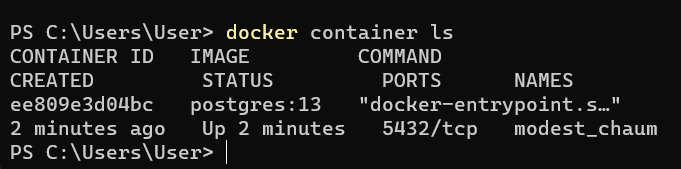 PS C:\Users\User> docker container ls
CONTAINER ID   IMAGE         COMMAND
CREATED         STATUS         PORTS      NAMES
ee809e3d04bc   postgres:13   "docker-entrypoint.s…"
2 minutes ago   Up 2 minutes   5432/tcp   modest_chaum
PS C:\Users\User>